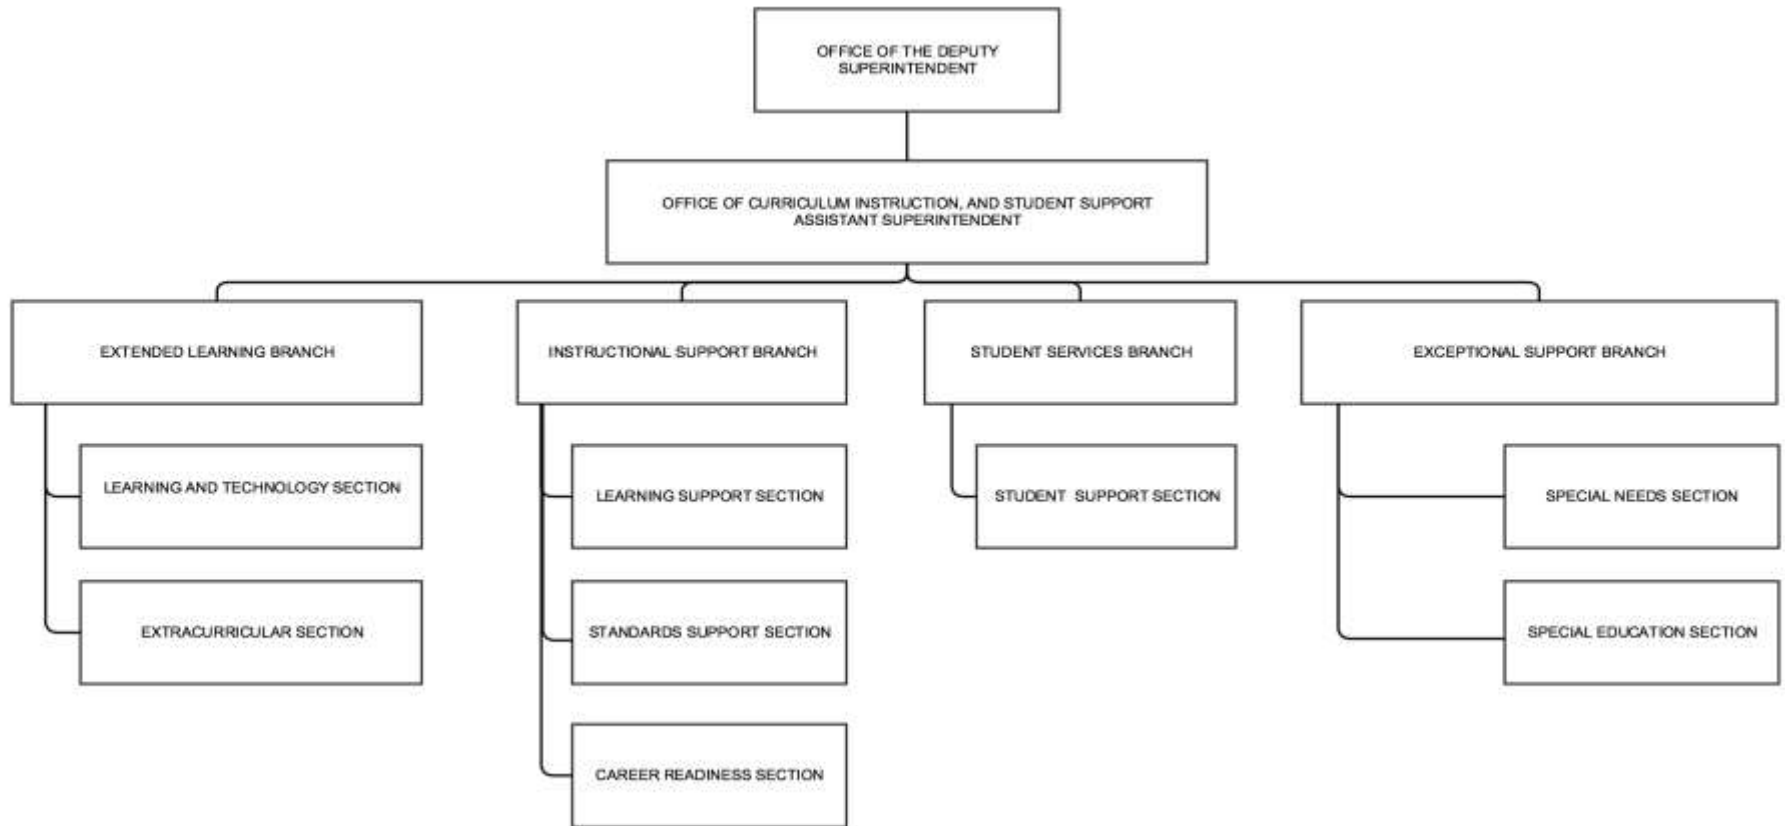 OFFICE OF THE DEPUTY
SUPERINTENDENT
OFFICE OF CURRICULUM INSTRUCTION, AND STUDENT SUPPORT
ASSISTANT SUPERINTENDENT
EXTENDED LEARNING BRANCH
INSTRUCTIONAL SUPPORT BRANCH
STUDENT SERVICES BRANCH
EXCEPTIONAL SUPPORT BRANCH
LEARNING AND TECHNOLOGY SECTION
LEARNING SUPPORT SECTION
STUDENT SUPPORT SECTION
SPECIAL NEEDS SECTION
EXTRACURRICULAR SECTION
STANDARDS SUPPORT SECTION
SPECIAL EDUCATION SECTION
CAREER READINESS SECTION